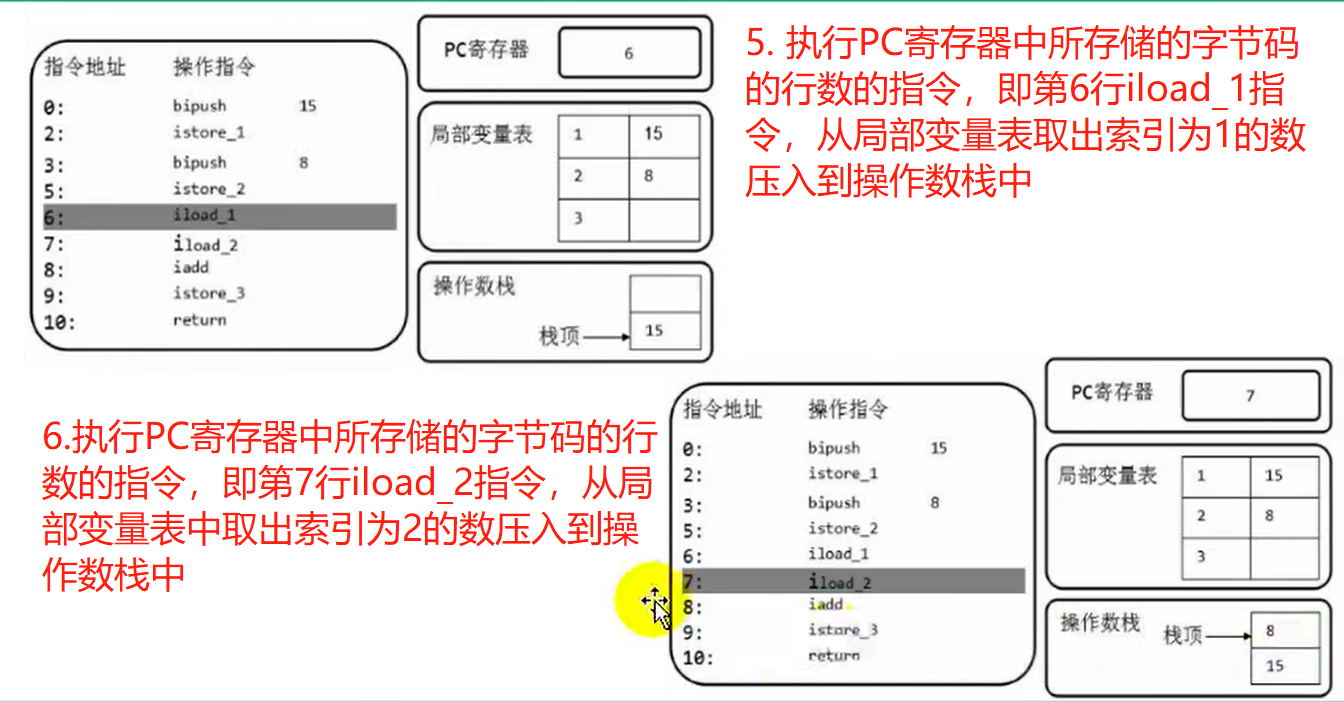 指令地址 操作指令
0: bipush 15
2: istore_1
3: bipush 8
5: istore_2
6: iload_1
7: iload_2
8: iadd
9: istore_3
10: return
PC寄存器 6
局部变量表 1 15
2 8
3
操作数栈
栈顶 15
5. 执行PC寄存器中所存储的字节码
的行数的指令，即第6行iload_1指
令，从局部变量表取出索引为1的数
压入到操作数栈中
6.执行PC寄存器中所存储的字节码的行
数的指令，即第7行iload_2指令，从局
部变量表中取出索引为2的数压入到操
作数栈中
指令地址 操作指令
0: bipush 15
2: istore_1
3: bipush 8
5: istore_2
6: iload_1
7: iload_2
8: iadd
9: istore_3
10: return
PC寄存器 7
局部变量表 1 15
2 8
3
操作数栈 栈顶 8
15